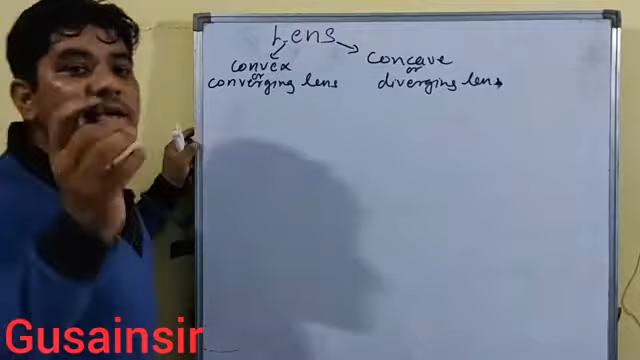 Lens
convex
or
converging lens
Concave
or
diverging lens
Gusainsir